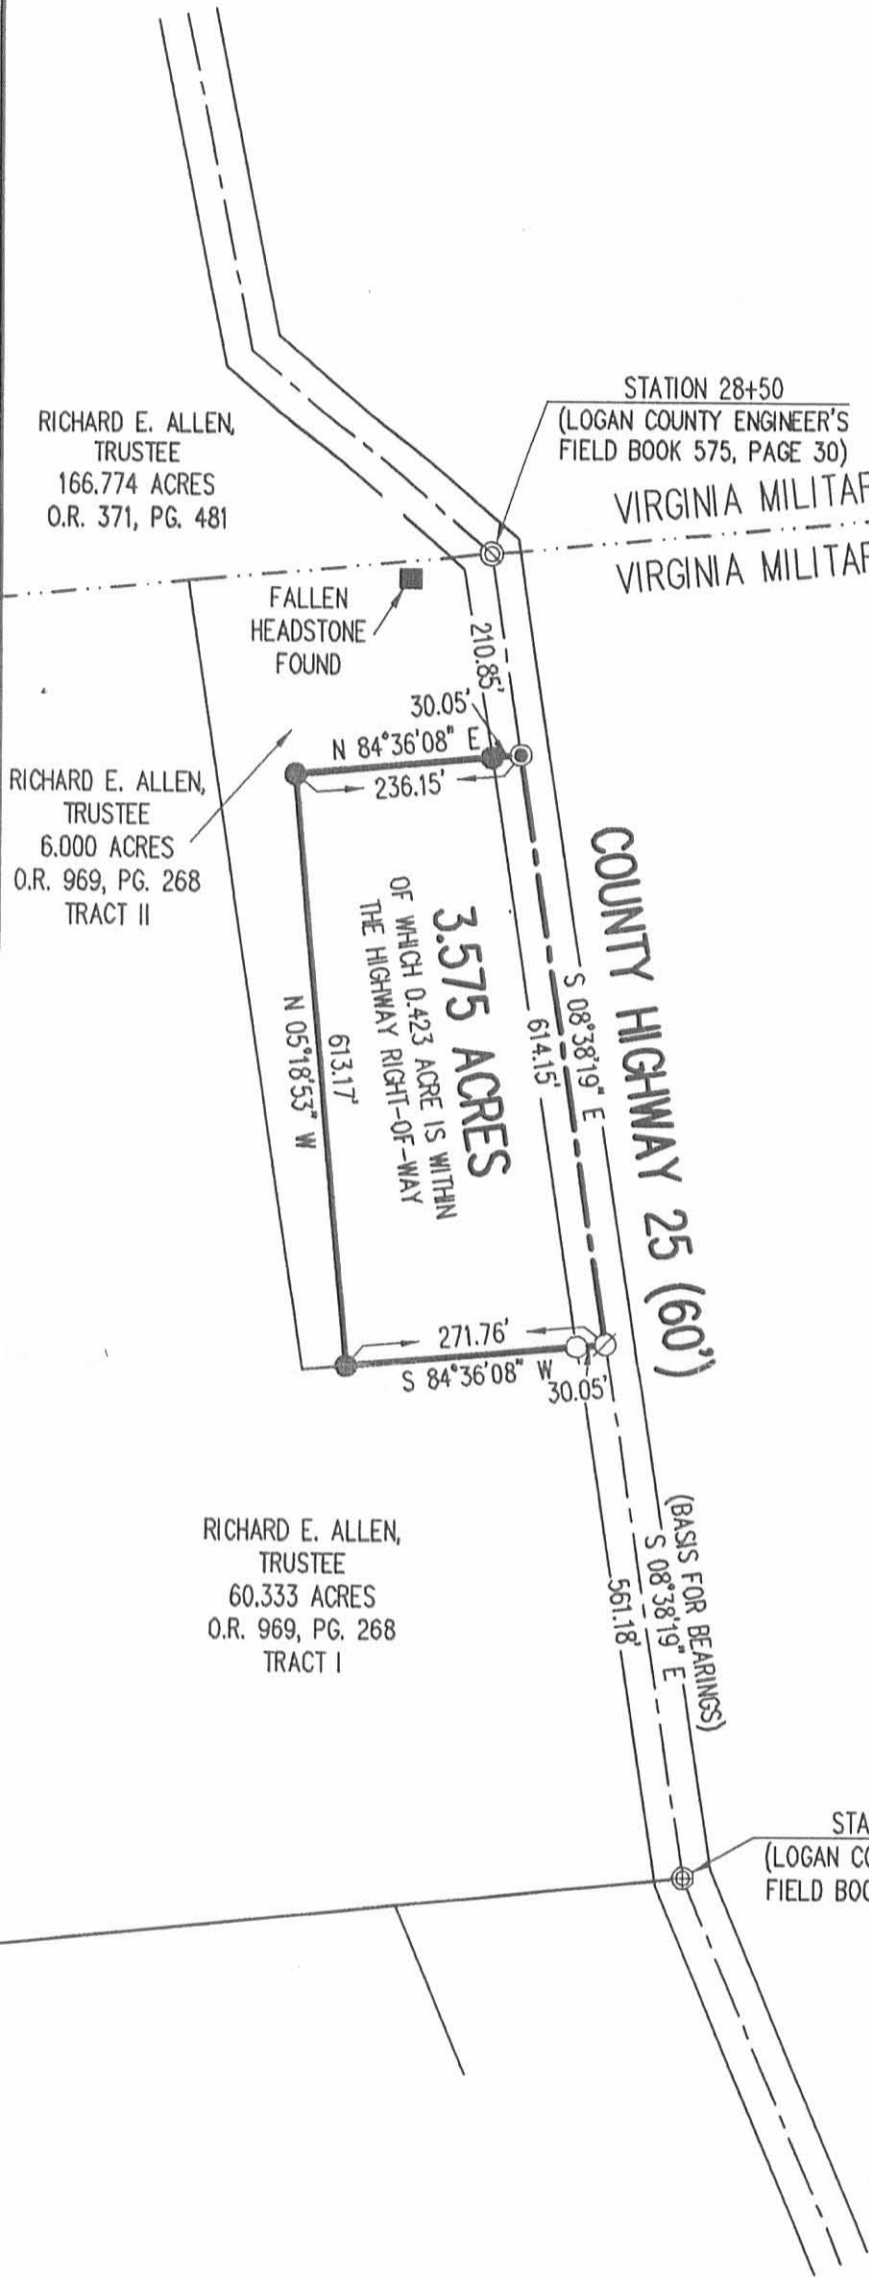 STATION 28+50
(LOGAN COUNTY ENGINEER'S
FIELD BOOK 575, PAGE 30)
RICHARD E. ALLEN,
TRUSTEE
166.774 ACRES
O.R. 371, PG. 481
VIRGINIA MILITAR
VIRGINIA MILITAR
FALLEN
HEADSTONE
FOUND
210.85'
30.05'
N 84°36'08" E
236.15'
RICHARD E. ALLEN,
TRUSTEE
6.000 ACRES
O.R. 969, PG. 268
TRACT II
COUNTY HIGHWAY 25 (60')
S 08°38'19" E
614.15'
3.575 ACRES
OF WHICH 0.423 ACRE IS WITHIN
THE HIGHWAY RIGHT-OF-WAY
613.17'
N 05°18'53" W
271.76'
S 84°36'08" W
30.05'
(BASIS FOR BEARINGS)
S 08°38'19" E
561.18'
RICHARD E. ALLEN,
TRUSTEE
60.333 ACRES
O.R. 969, PG. 268
TRACT I
STA
(LOGAN CO
FIELD BOO